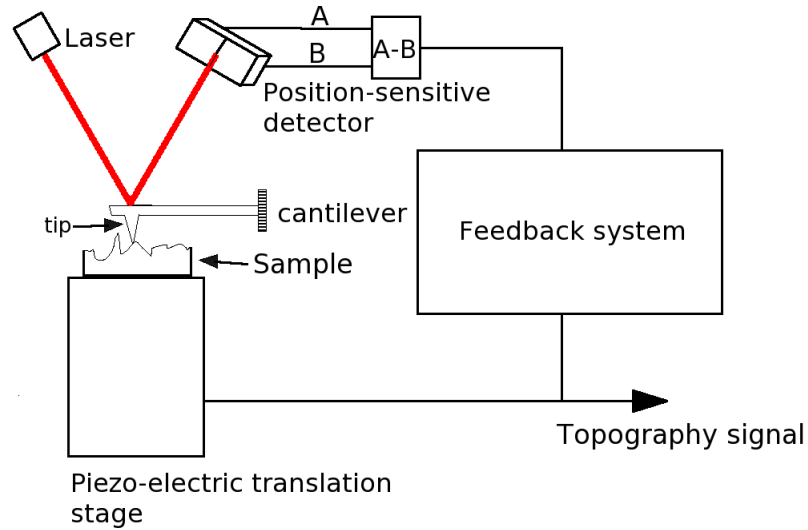 Laser
A
B
A-B
Position-sensitive
detector
tip
cantilever
Sample
Feedback system
Topography signal
Piezo-electric translation
stage